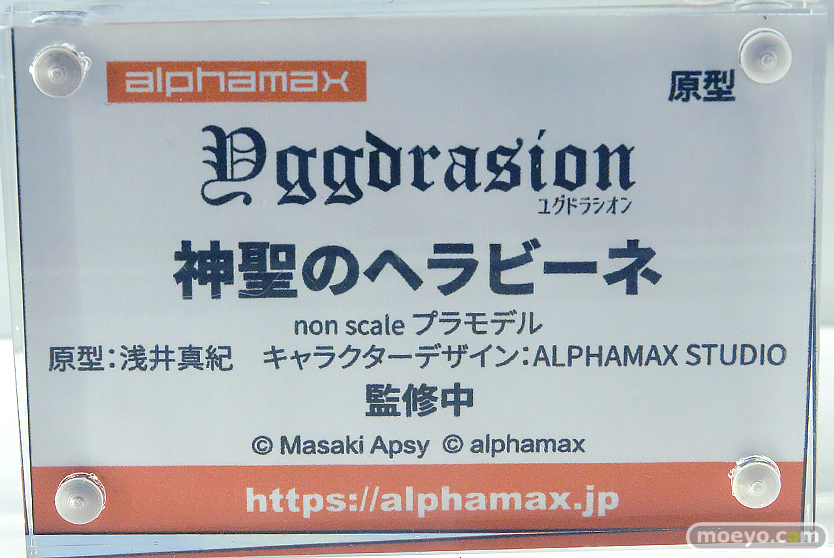 alphamax
原型
Yggdrasion
ユグドラシオン
神聖のヘラビーネ
non scale プラモデル
原型：浅井真紀　キャラクターデザイン：ALPHAMAX STUDIO
監修中
© Masaki Apsy © alphamax
https://alphamax.jp
moeyo.com